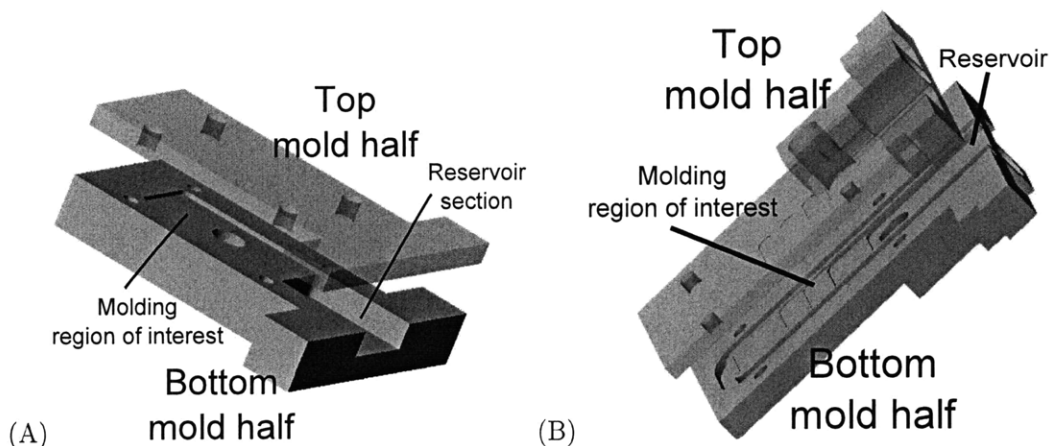 Top
mold half
Reservoir
section
Molding
region of interest
Bottom
mold half
(A)
Top
mold half
Reservoir
Molding
region of interest
Bottom
mold half
(B)